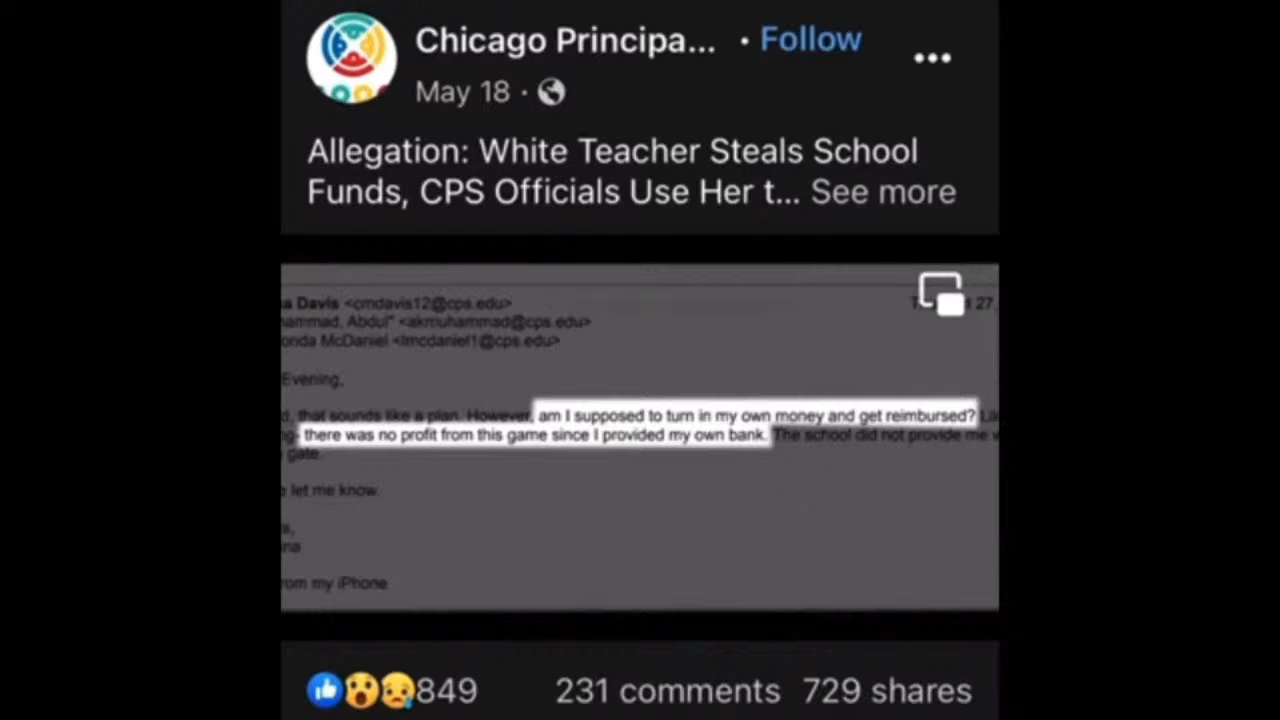 Chicago Principa... · Follow
May 18 ·
Allegation: White Teacher Steals School
Funds, CPS Officials Use Her t... See more
a Davis <cmdavis12@cps.edu>
27
ammad, Abdul" <akmuhammad@cps.edu>
onda McDaniel <lmcdaniel1@cps.edu>
Evening,
d, that sounds like a plan. However, am I supposed to turn in my own money and get reimbursed?
ng- there was no profit from this game since I provided my own bank. The school did not provide me
gate.
e let me know.
s,
na
rom my iPhone
849 231 comments 729 shares